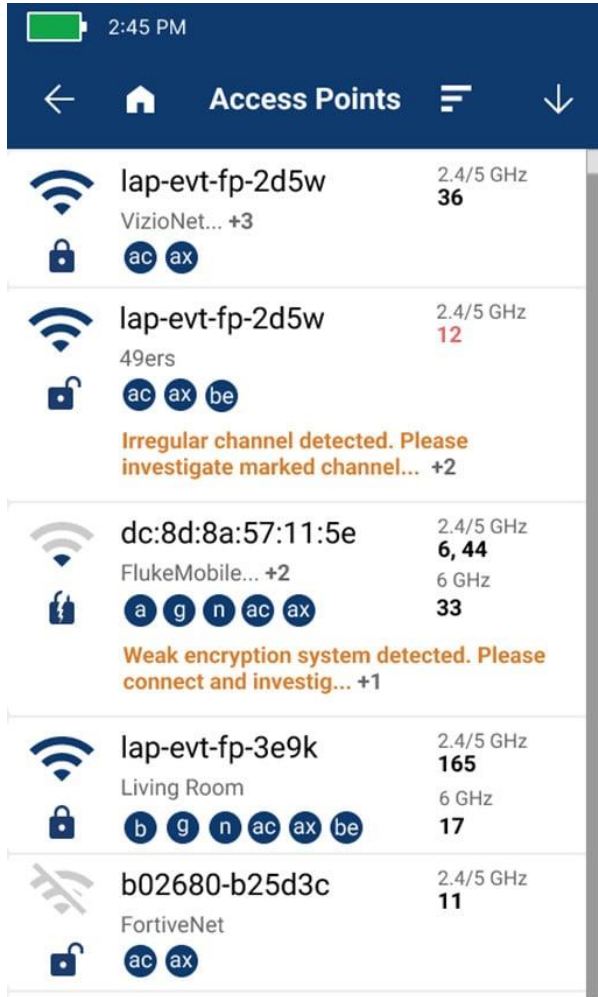 2:45 PM
Access Points
lap-evt-fp-2d5w
2.4/5 GHz
36
VizioNet... +3
ac ax
lap-evt-fp-2d5w
2.4/5 GHz
12
49ers
ac ax be
Irregular channel detected. Please
investigate marked channel... +2
dc:8d:8a:57:11:5e
2.4/5 GHz
6, 44
FlukeMobile... +2
6 GHz
33
a g n ac ax
Weak encryption system detected. Please
connect and investig... +1
lap-evt-fp-3e9k
2.4/5 GHz
165
Living Room
6 GHz
17
b g n ac ax be
b02680-b25d3c
2.4/5 GHz
11
FortiveNet
ac ax